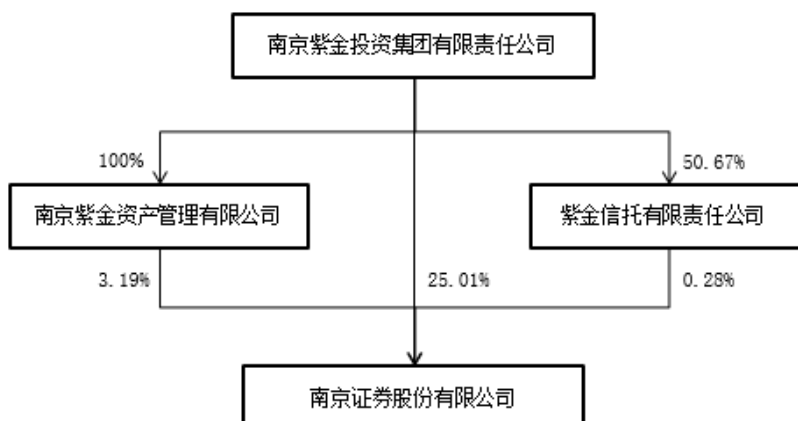 南京紫金投资集团有限责任公司
100%
50.67%
南京紫金资产管理有限公司
紫金信托有限责任公司
3.19%
25.01%
0.28%
南京证券股份有限公司